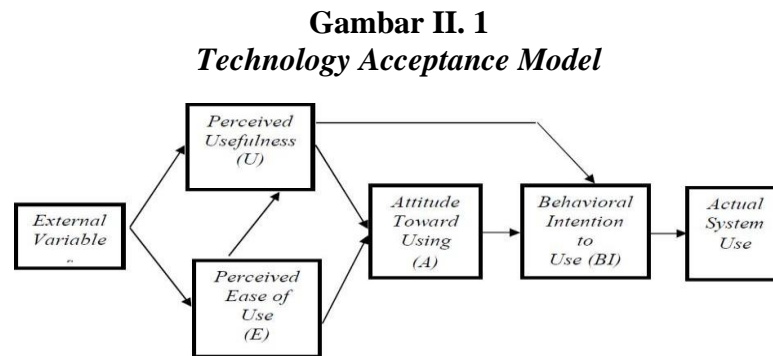 Gambar II. 1
Technology Acceptance Model
Perceived
Usefulness
(U)
External
Variable
Perceived
Ease of
Use
(E)
Attitude
Toward
Using
(A)
Behavioral
Intention
to
Use (BI)
Actual
System
Use